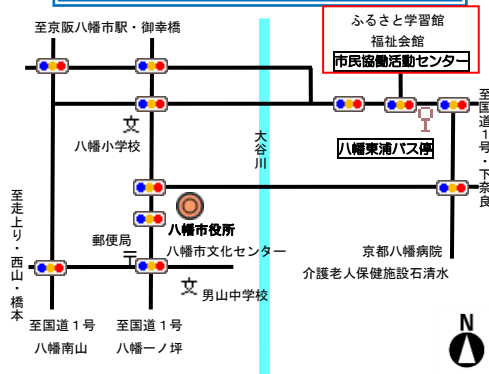 至京阪八幡市駅・御幸橋
ふるさと学習館
福祉会館
市民協働活動センター
至国道1号・下奈良
文
八幡小学校
大谷川
八幡東浦バス停
至走上り・西山・橋本
八幡市役所
郵便局
八幡市文化センター
〒
文
男山中学校
京都八幡病院
介護老人保健施設石清水
至国道1号
八幡南山
至国道1号
八幡一ノ坪
N